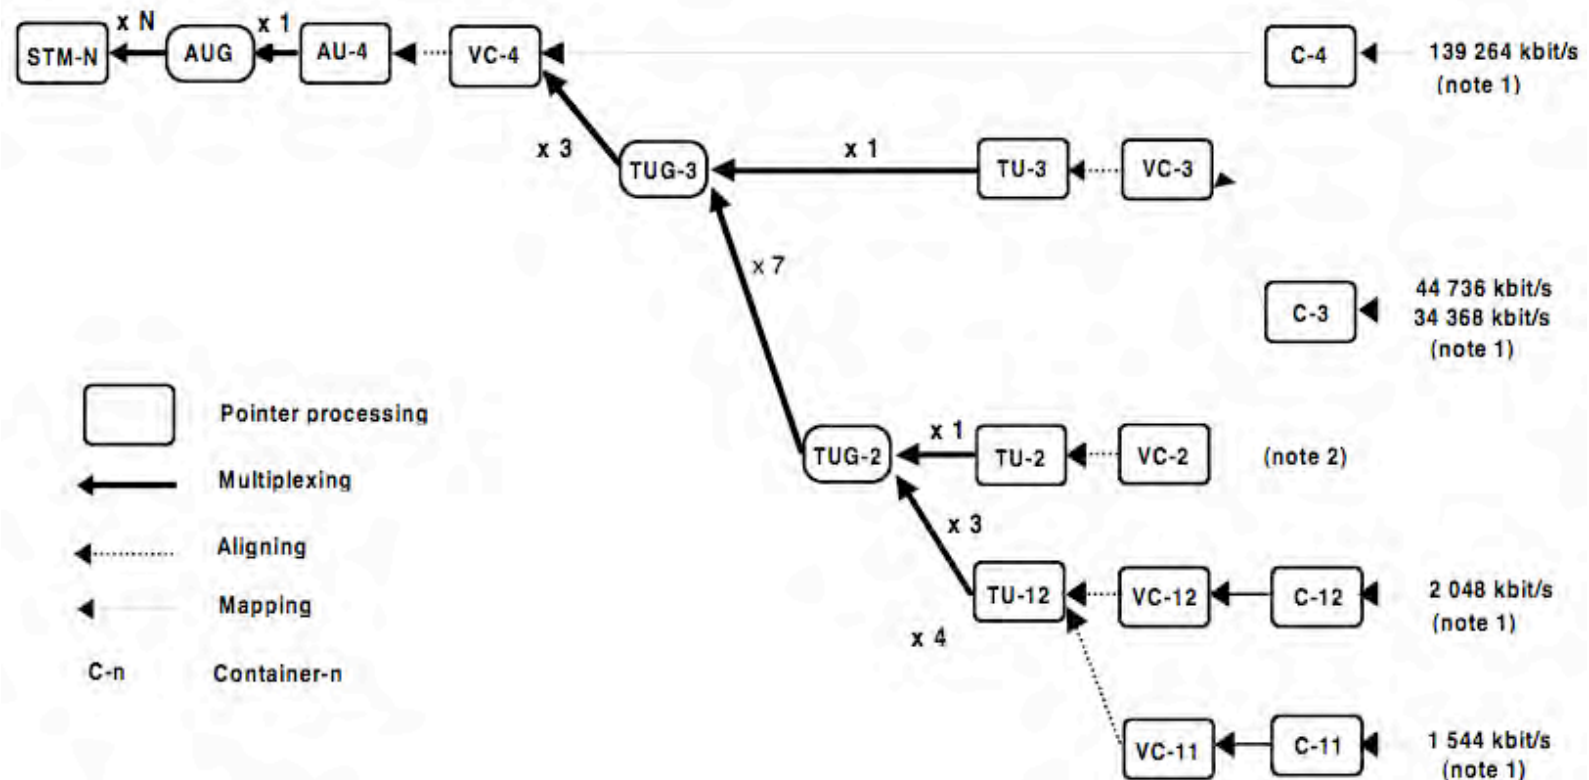 x N
x 1
STM-N
AUG
AU-4
VC-4
C-4
139 264 kbit/s
(note 1)
x 3
TUG-3
x 1
TU-3
VC-3
x 7
C-3
44 736 kbit/s
34 368 kbit/s
(note 1)
Pointer processing
TUG-2
x 1
TU-2
VC-2
(note 2)
Multiplexing
x 3
Aligning
TU-12
VC-12
C-12
2 048 kbit/s
(note 1)
Mapping
x 4
C-n Container-n
VC-11
C-11
1 544 kbit/s
(note 1)